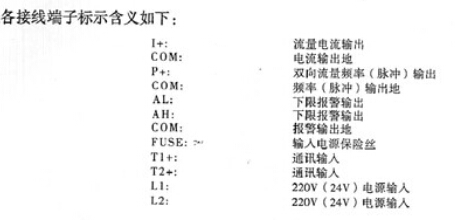 各接线端子标示含义如下：
I+: 流量电流输出
COM: 电流输出地
P+: 双向流量频率（脉冲）输出
COM: 频率（脉冲）输出地
AL: 下限报警输出
AH: 下限报警输出
COM: 报警输出地
FUSE: 输入电源保险丝
T1+: 通讯输入
T2+: 通讯输入
L1: 220V（24V）电源输入
L2: 220V（24V）电源输入